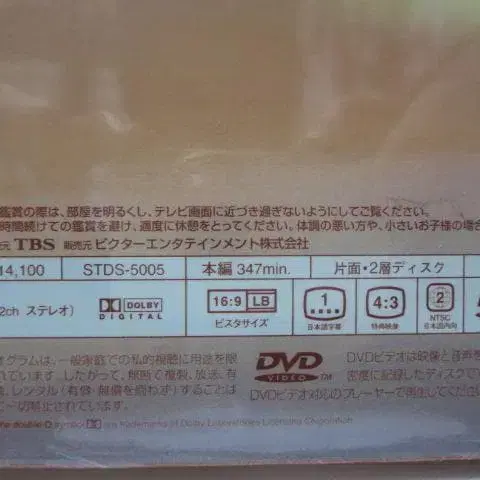 鑑賞の際は、部屋を明るくし、テレビ画面に近づき過ぎないようにしてご覧ください。
時間続けての鑑賞を避け、適度に休憩をとってください。体調の悪い方や、小さいお子様の場合
元 TBS 販売元 ビクターエンタテインメント株式会社
14,100 STDS-5005 本編 347min. 片面・2層ディスク
2ch ステレオ) DOLBY DIGITAL 16:9 LB ビスタサイズ 1 日本語字幕 4:3 特典映像 2 NTSC 日本国内向
グラムは、一般家庭での私的視聴に用途を限
れています。したがって、無断で複製、放送、有
、レンタル(有償・無償を問わず)することは
一切禁止されています。
DVD VIDEO TM
DVDビデオは映像と音声を
密度に記録したディスクで
DVDビデオ対応のプレーヤーで再生してください
the double D symbol are trademarks of Dolby Laboratories Licensing Corporation